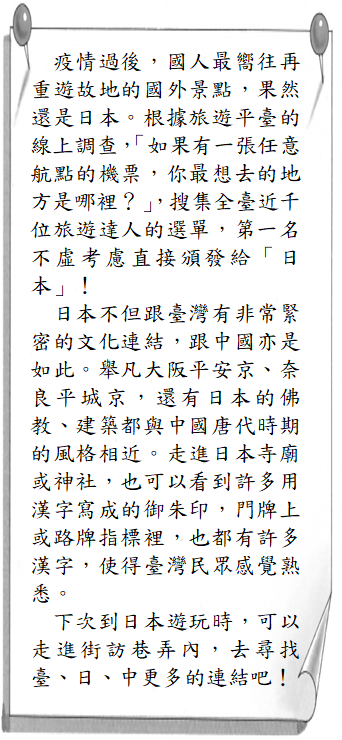 疫情過後，國人最嚮往再
重遊故地的國外景點，果然
還是日本。根據旅遊平臺的
線上調查，「如果有一張任意
航點的機票，你最想去的地
方是哪裡？」，搜集全臺近千
位旅遊達人的選單，第一名
不虛考慮直接頒發給「日
本」！
日本不但跟臺灣有非常緊
密的文化連結，跟中國亦是
如此。舉凡大阪平安京、奈
良平城京，還有日本的佛
教、建築都與中國唐代時期
的風格相近。走進日本寺廟
或神社，也可以看到許多用
漢字寫成的御朱印，門牌上
或路牌指標裡，也都有許多
漢字，使得臺灣民眾感覺熟
悉。
下次到日本遊玩時，可以
走進街訪巷弄內，去尋找
臺、日、中更多的連結吧！